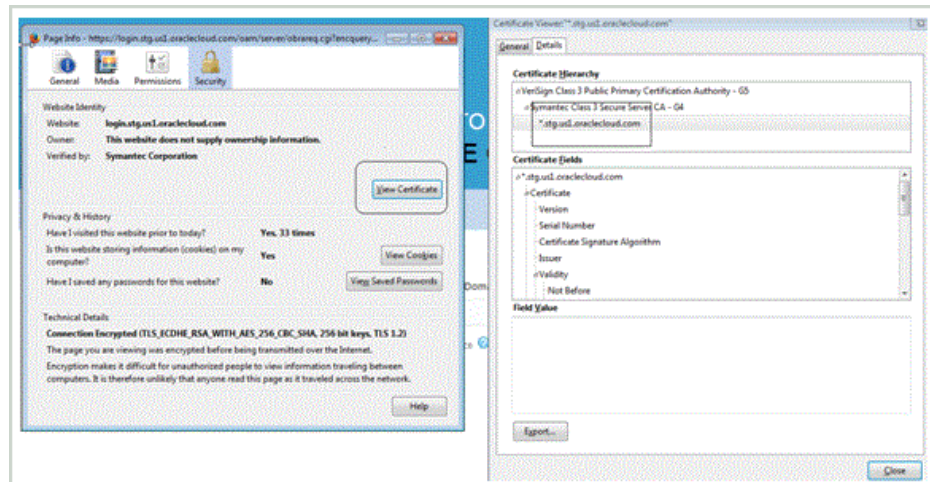 Page Info - https://login.stg.us1.oraclecloud.com/oam/server/obrareq.cgi?encquery...
General Media Permissions Security
Website Identity
Website: login.stg.us1.oraclecloud.com
Owner: This website does not supply ownership information.
Verified by: Symantec Corporation
View Certificate
Privacy & History
Have I visited this website prior to today? Yes, 33 times
Is this website storing information (cookies) on my computer? Yes View Cookies
Have I saved any passwords for this website? No View Saved Passwords
Technical Details
Connection Encrypted (TLS_ECDHE_RSA_WITH_AES_256_CBC_SHA, 256 bit keys, TLS 1.2)
The page you are viewing was encrypted before being transmitted over the Internet.
Encryption makes it difficult for unauthorized people to view information traveling between
computers. It is therefore unlikely that anyone read this page as it traveled across the network.
Help
TO
E
Dom
ce
Certificate Viewer:"*.stg.us1.oraclecloud.com"
General Details
Certificate Hierarchy
VeriSign Class 3 Public Primary Certification Authority - G5
Symantec Class 3 Secure Server CA - G4
*.stg.us1.oraclecloud.com
Certificate Fields
*.stg.us1.oraclecloud.com
Certificate
Version
Serial Number
Certificate Signature Algorithm
Issuer
Validity
Not Before
Field Value
Export...
Close